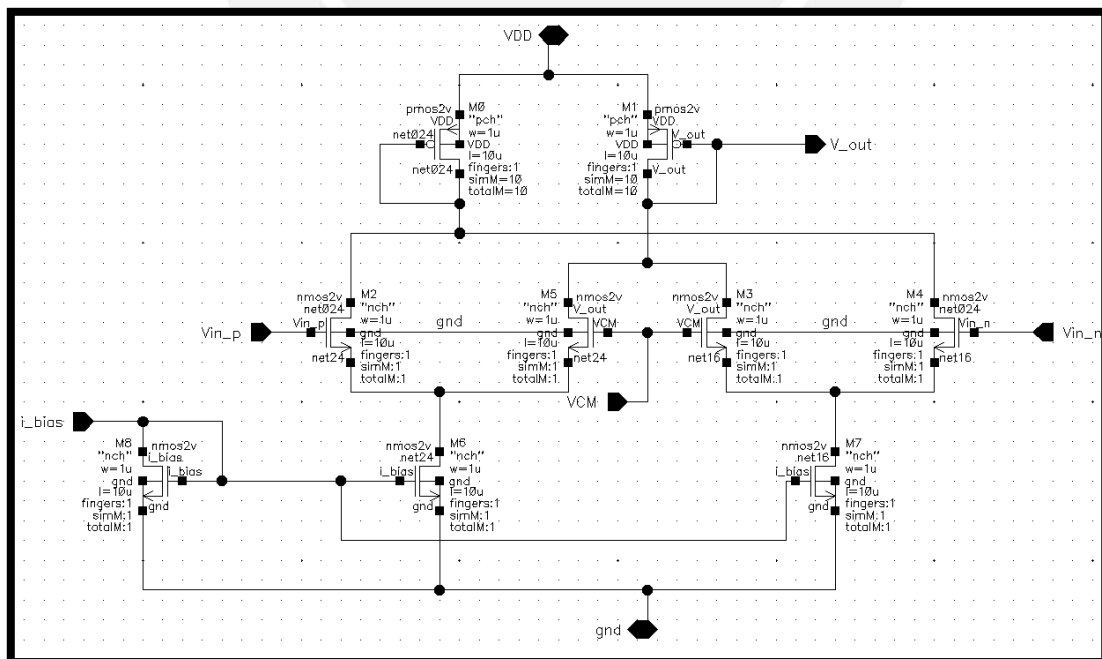 VDD
pmos2v M0
VDD "pch"
net024 w=1u
VDD
l=10u
net024 fingers:1
simM=10
totalM=10
M1 pmos2v
"pch" VDD
w=1u V_out
VDD
l=10u
fingers:1 V_out
simM=10
totalM=10
V_out
nmos2v M2
net024 "nch"
Vin_p w=1u
gnd
l=10u
net24 fingers:1
simM:1
totalM:1
Vin_p
gnd
M5 nmos2v
"nch" V_out
w=1u VCM
gnd
l=10u
fingers:1 net24
simM:1
totalM:1
nmos2v M3
V_out "nch"
VCM w=1u
gnd
l=10u
net16 fingers:1
simM:1
totalM:1
gnd
M4 nmos2v
"nch" net024
w=1u Vin_n
gnd
l=10u
fingers:1 net16
simM:1
totalM:1
Vin_n
VCM
i_bias
M8 nmos2v
"nch" i_bias
w=1u i_bias
gnd
l=10u
fingers:1 gnd
simM:1
totalM:1
nmos2v M6
net24 "nch"
i_bias w=1u
gnd
l=10u
gnd fingers:1
simM:1
totalM:1
nmos2v M7
net16 "nch"
i_bias w=1u
gnd
l=10u
gnd fingers:1
simM:1
totalM:1
gnd